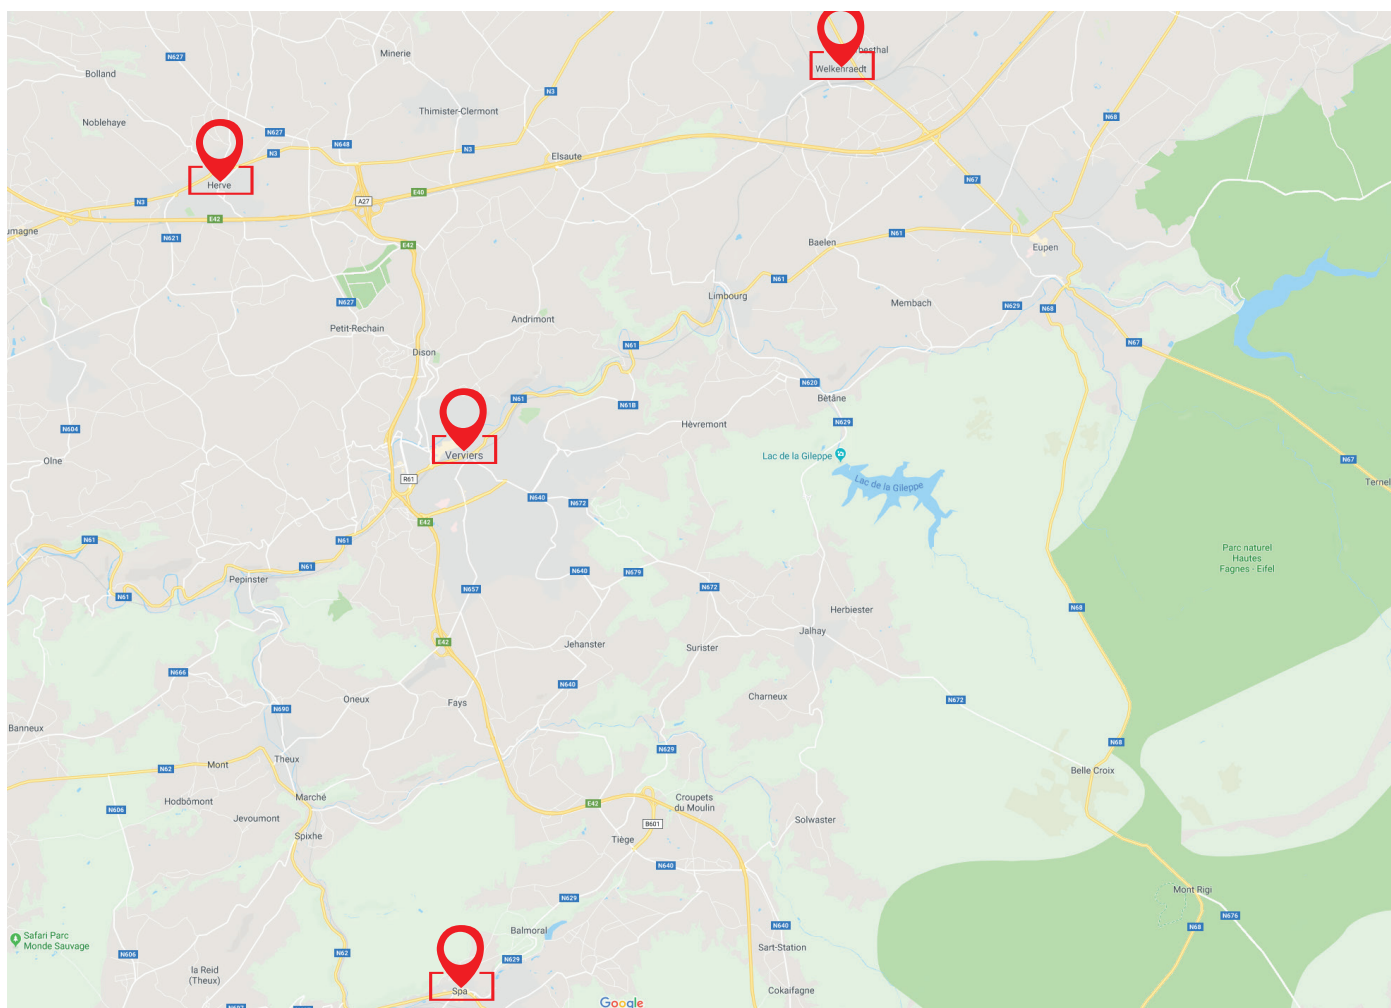 Minerie
N627
Bolland
esthal
Welkenraedt
N3
Thimister-Clermont
Noblehaye
N68
N627
N648
N3
N3
Elsaute
N67
Herve
E40
A27
N3
E42
N621
umagne
N61
E42
Baelen
Eupen
N61
Limbourg
N627
Membach
N629
N68
Andrimont
Petit-Rechain
N67
N61
Dison
N620
Bètâne
N61
N61B
N629
Hèvremont
N604
Verviers
Lac de la Gileppe
N67
Olne
R61
Lac de la Gileppe
Ternel
N640
N672
E42
N61
N61
Parc naturel
Hautes
Fagnes - Eifel
N61
Pepinster
N640
N679
N672
N657
N61
N68
Herbiester
Jalhay
E42
Jehanster
Surister
N666
N640
Charneux
Oneux
Fays
N672
N690
Banneux
N68
N629
Theux
Mont
N62
Belle Croix
Marché
Croupets
du Moulin
Hodbômont
E42
N606
Jevoumont
B601
Solwaster
Spixhe
Tiège
N640
Mont Rigi
N629
N676
N640
N68
Balmoral
Safari Parc
Monde Sauvage
Sart-Station
N606
N62
N629
la Reid
(Theux)
Spa
Cokaifagne
Google